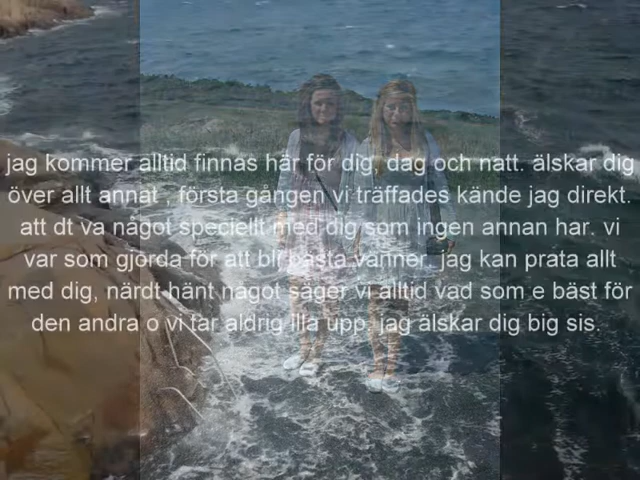 jag kommer alltid finnas här för dig, dag och natt. älskar dig
över allt annat , första gången vi träffades kände jag direkt.
att dt va något speciellt med dig som ingen annan har. vi
var som gjorda för att bli bästa vänner. jag kan prata allt
med dig, närdt hänt något säger vi alltid vad som e bäst för
den andra o vi tar aldrig illa upp. jag älskar dig big sis.